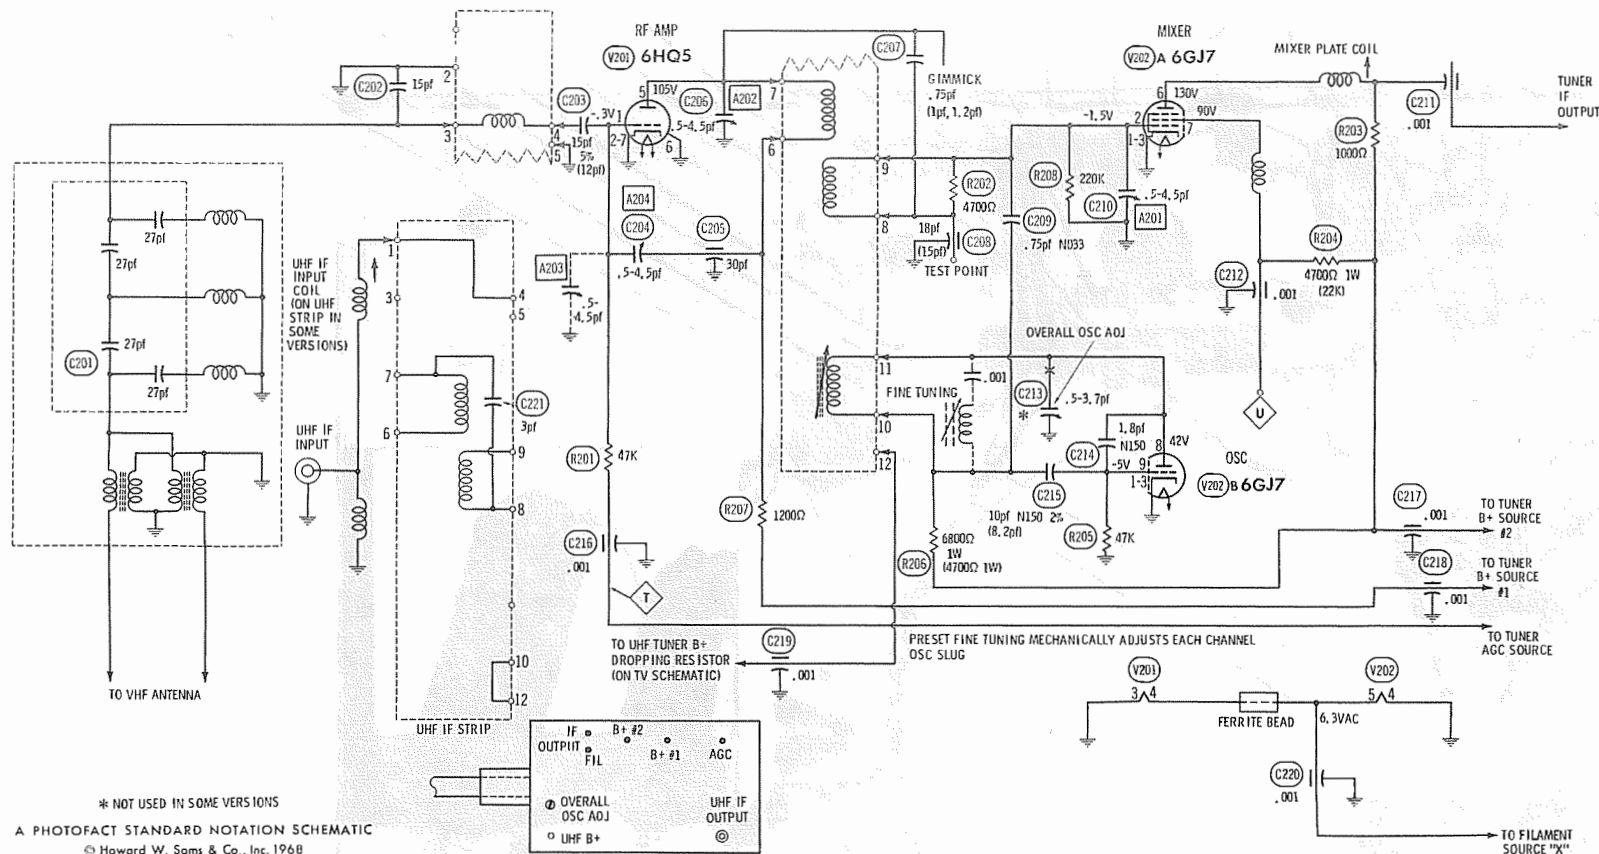 RF AMP
V201 6HQ5
MIXER
V202 A 6GJ7
MIXER PLATE COIL
TUNER
IF
OUTPUT
2
C202
15pf
3
C203
-.3V
1
15pf
5%
(12pf)
4
5
5
105V
2-7
6
C206
A202
.5-4.5pf
7
6
C207
GIMMICK
.75pf
(1pf, 1.2pf)
6
130V
90V
-1.5V
2
1-3
7
C211
.001
R203
1000Ω
9
8
R202
4700Ω
18pf
(15pf)
C208
TEST POINT
C209
.75pf N033
R208
220K
C210
.5-4.5pf
A201
R204
4700Ω 1W
(22K)
C212
.001
A204
C204
.5-4.5pf
C205
30pf
A203
.5-
4.5pf
27pf
27pf
27pf
27pf
C201
UHF IF
INPUT
COIL
(ON UHF
STRIP IN
SOME
VERSIONS)
UHF IF
INPUT
1
3
4
5
7
6
C221
3pf
9
8
10
12
UHF IF STRIP
11
10
12
FINE TUNING
.001
OVERALL OSC ADJ
C213
*
.5-3.7pf
1.8pf
N150
C214
-5V
9
1-3
8
42V
OSC
V202 B 6GJ7
U
C215
10pf N150 2%
(8.2pf)
R205
47K
R206
6800Ω
1W
(4700Ω 1W)
R201
47K
R207
1200Ω
C216
.001
T
C217
.001
TO TUNER
B+ SOURCE
#2
C218
.001
TO TUNER
B+ SOURCE
#1
TO TUNER
AGC SOURCE
TO UHF TUNER B+
DROPPING RESISTOR
(ON TV SCHEMATIC)
C219
.001
PRESET FINE TUNING MECHANICALLY ADJUSTS EACH CHANNEL
OSC SLUG
TO VHF ANTENNA
V201
3 4
FERRITE BEAD
6.3VAC
V202
5 4
C220
.001
TO FILAMENT
SOURCE "X"
IF
OUTPUT
B+ #2
FIL
B+ #1
AGC
OVERALL
OSC ADJ
UHF B+
UHF IF
OUTPUT
* NOT USED IN SOME VERSIONS
A PHOTOFACT STANDARD NOTATION SCHEMATIC
© Howard W. Sams & Co., Inc. 1968